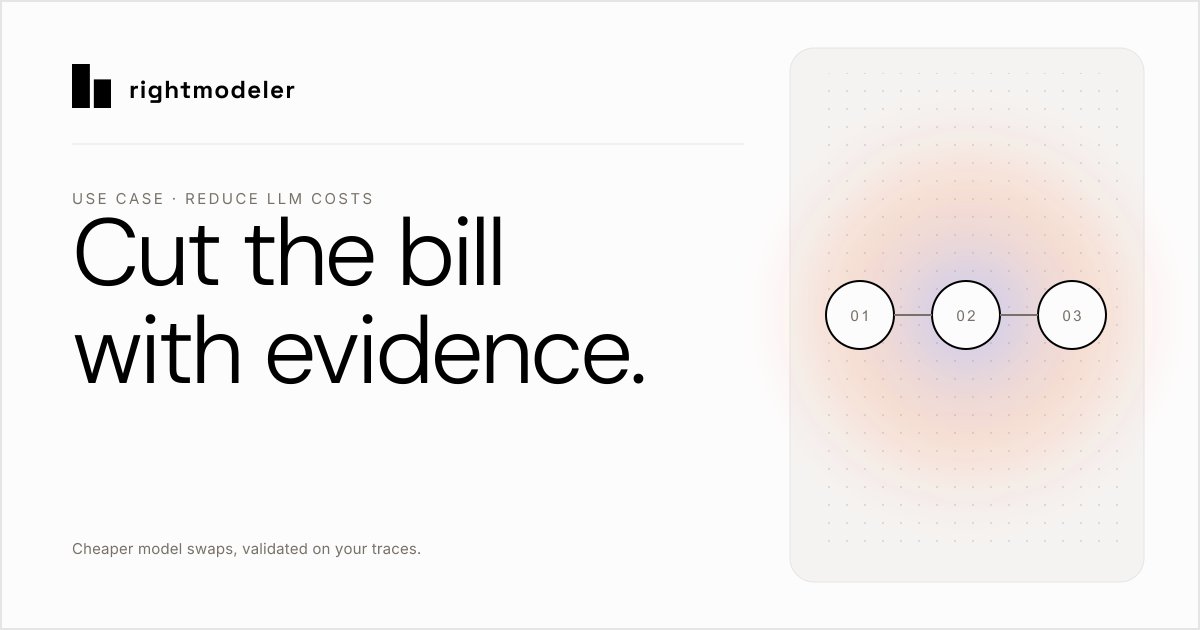 rightmodeler
USE CASE · REDUCE LLM COSTS
Cut the bill
with evidence.
01 02 03
Cheaper model swaps, validated on your traces.